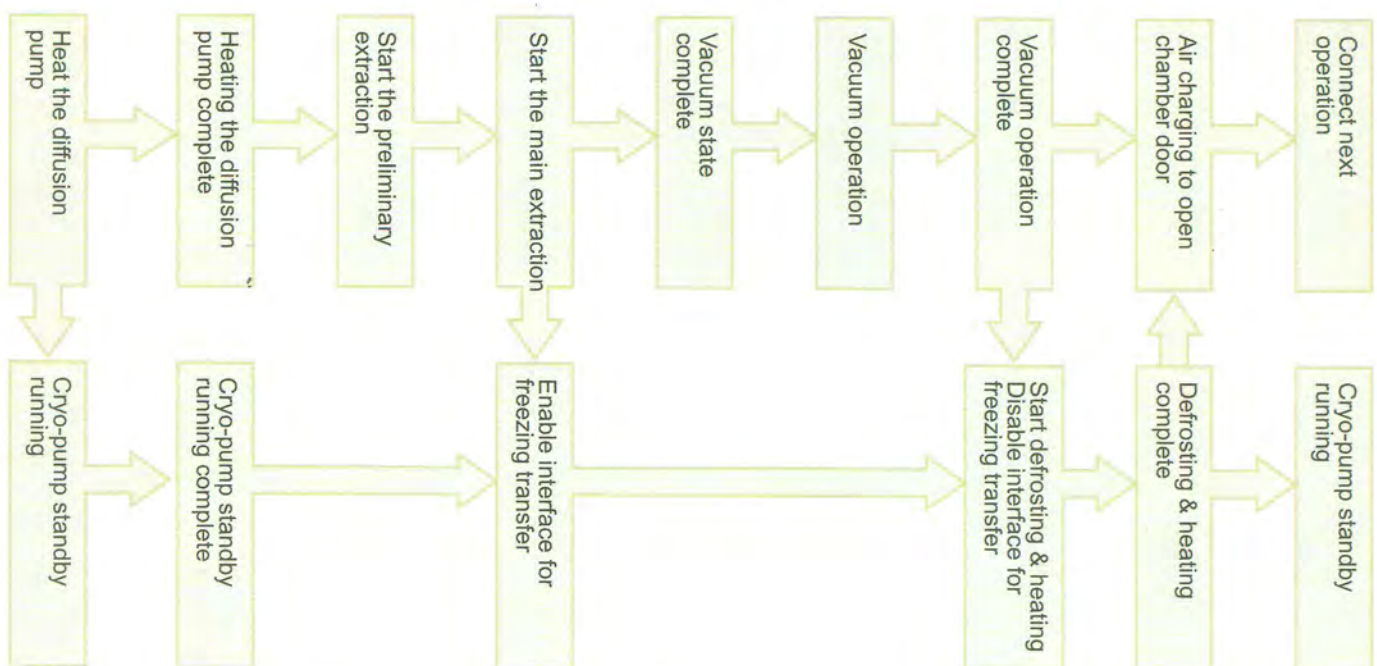 Heat the diffusion
pump
Heating the diffusion
pump complete
Start the preliminary
extraction
Start the main extraction
Vacuum state
complete
Vacuum operation
Vacuum operation
complete
Air charging to open
chamber door
Connect next
operation
Cryo-pump standby
running
Cryo-pump standby
running complete
Enable interface for
freezing transfer
Start defrosting & heating
Disable interface for
freezing transfer
Defrosting & heating
complete
Cryo-pump standby
running